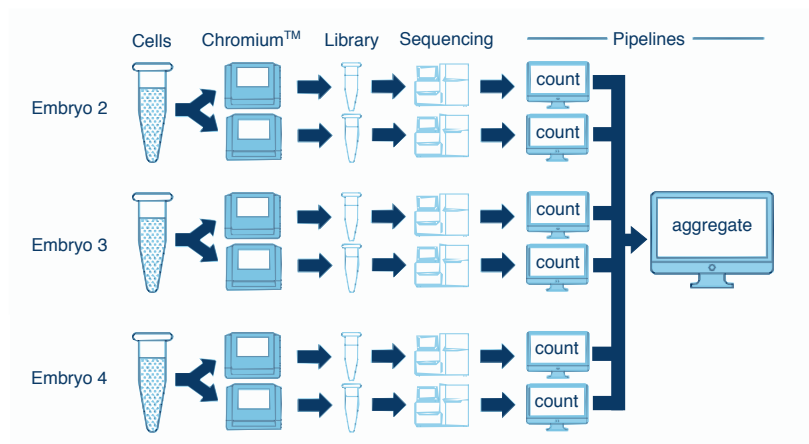 Cells Chromium™ Library Sequencing Pipelines
Embryo 2
count
count
Embryo 3
count
count
aggregate
Embryo 4
count
count